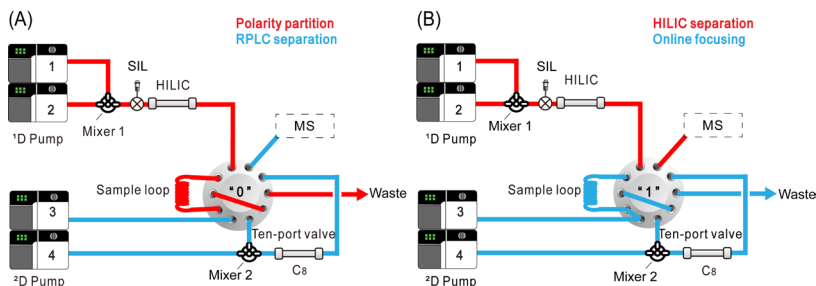 (A)
Polarity partition
RPLC separation
1
2
¹D Pump
Mixer 1
SIL
HILIC
MS
Sample loop
"0"
Waste
3
4
²D Pump
Ten-port valve
Mixer 2
C₈
(B)
HILIC separation
Online focusing
1
2
¹D Pump
Mixer 1
SIL
HILIC
MS
Sample loop
"1"
Waste
3
4
²D Pump
Ten-port valve
Mixer 2
C₈